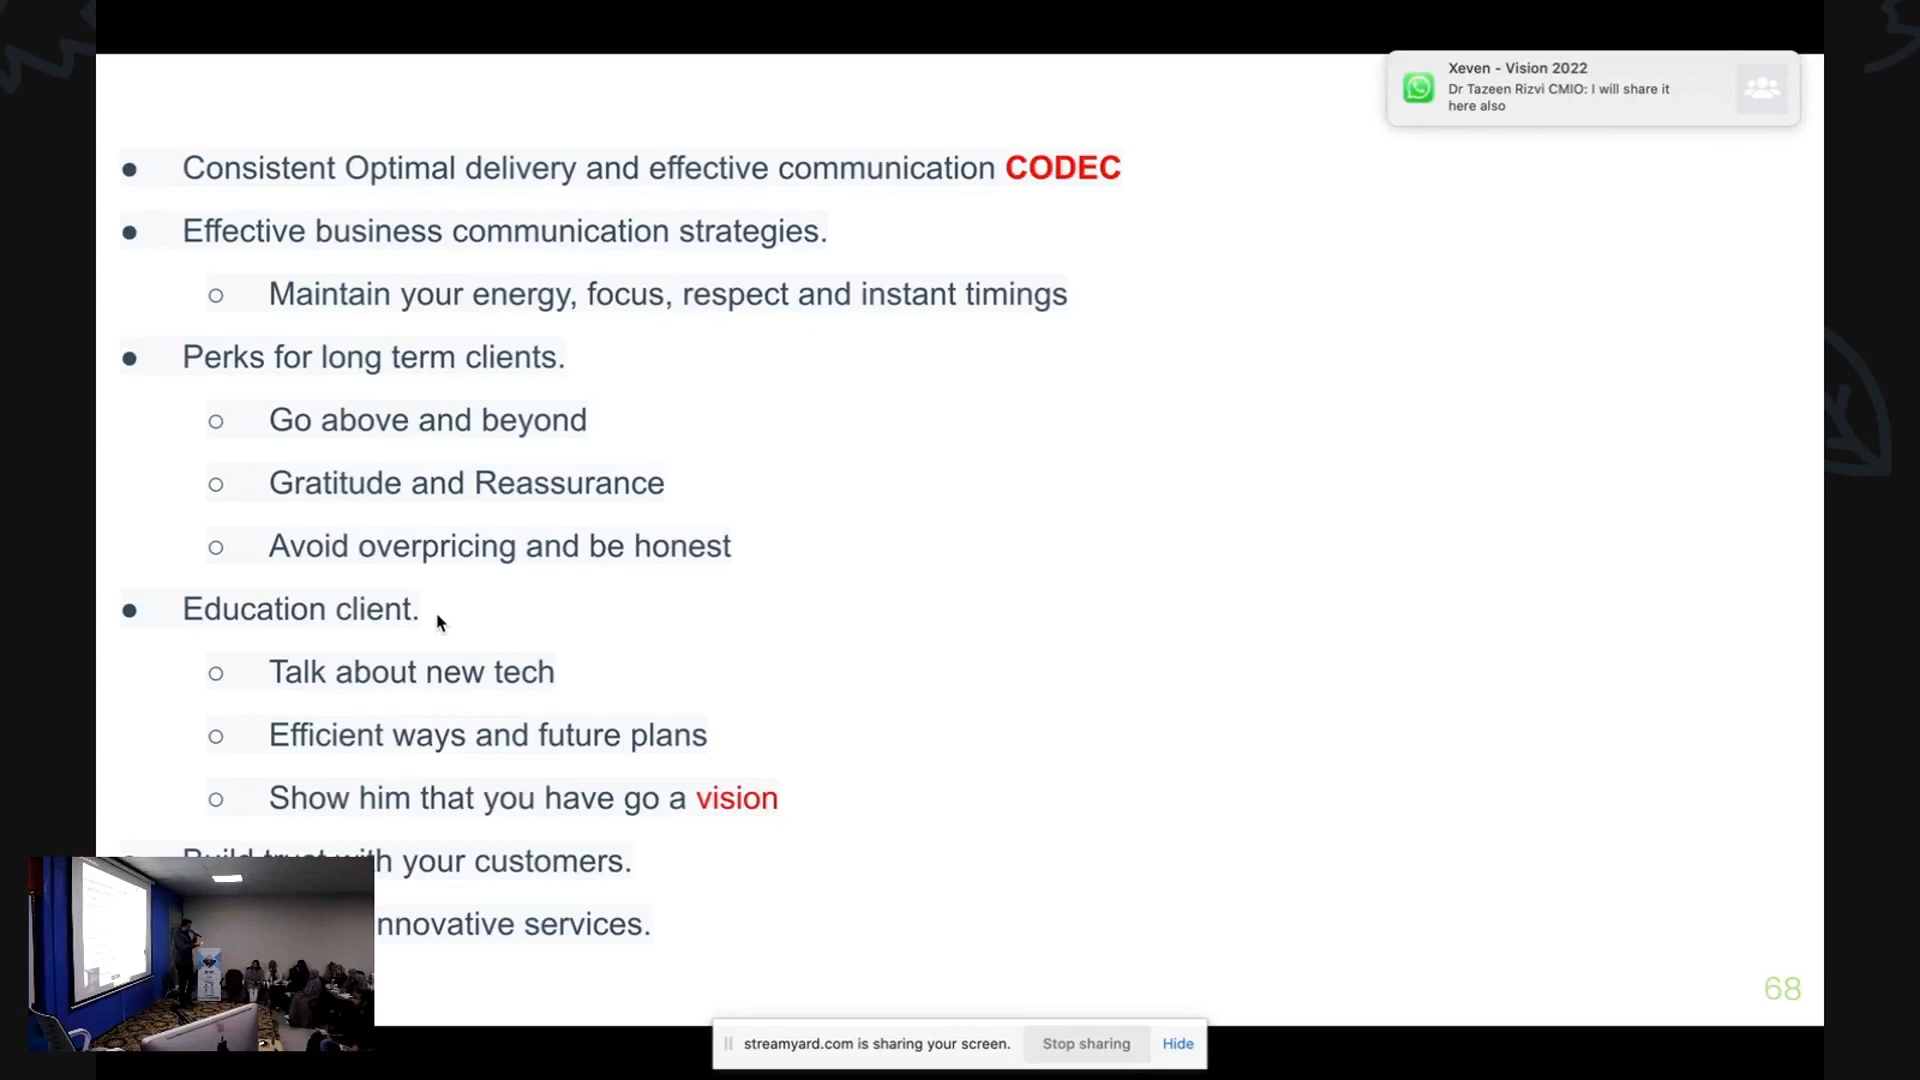 Xeven - Vision 2022
Dr Tazeen Rizvi CMIO: I will share it
here also
● Consistent Optimal delivery and effective communication CODEC
● Effective business communication strategies.
○ Maintain your energy, focus, respect and instant timings
● Perks for long term clients.
○ Go above and beyond
○ Gratitude and Reassurance
○ Avoid overpricing and be honest
● Education client.
○ Talk about new tech
○ Efficient ways and future plans
○ Show him that you have go a vision
Build trust with your customers.
nnovative services.
68
streamyard.com is sharing your screen.
Stop sharing
Hide